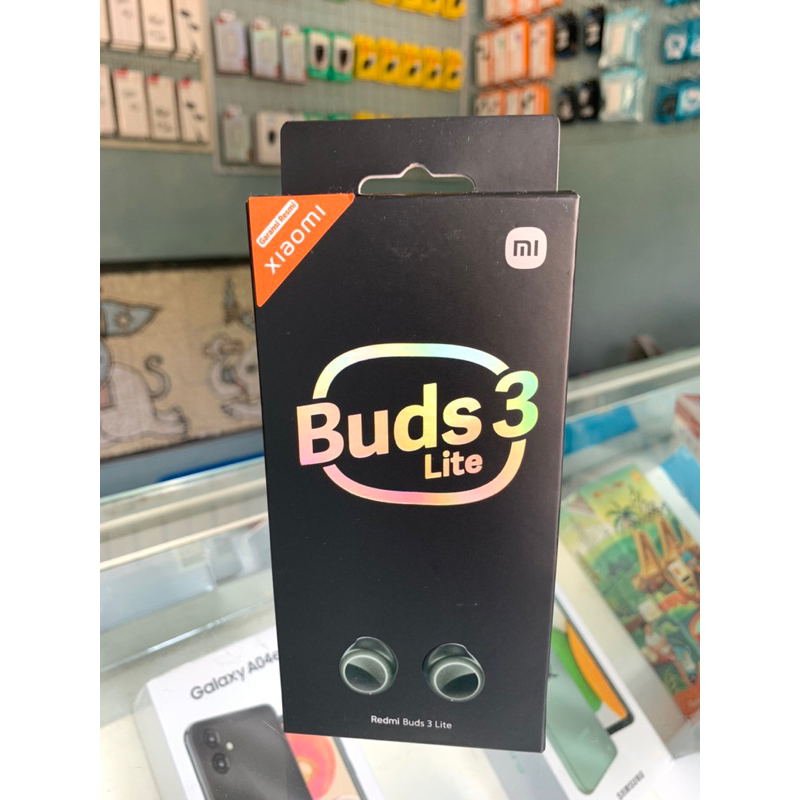 Garansi Resmi
xiaomi
mi
Buds 3
Lite
Redmi Buds 3 Lite
Galaxy A04e
SAMSUNG